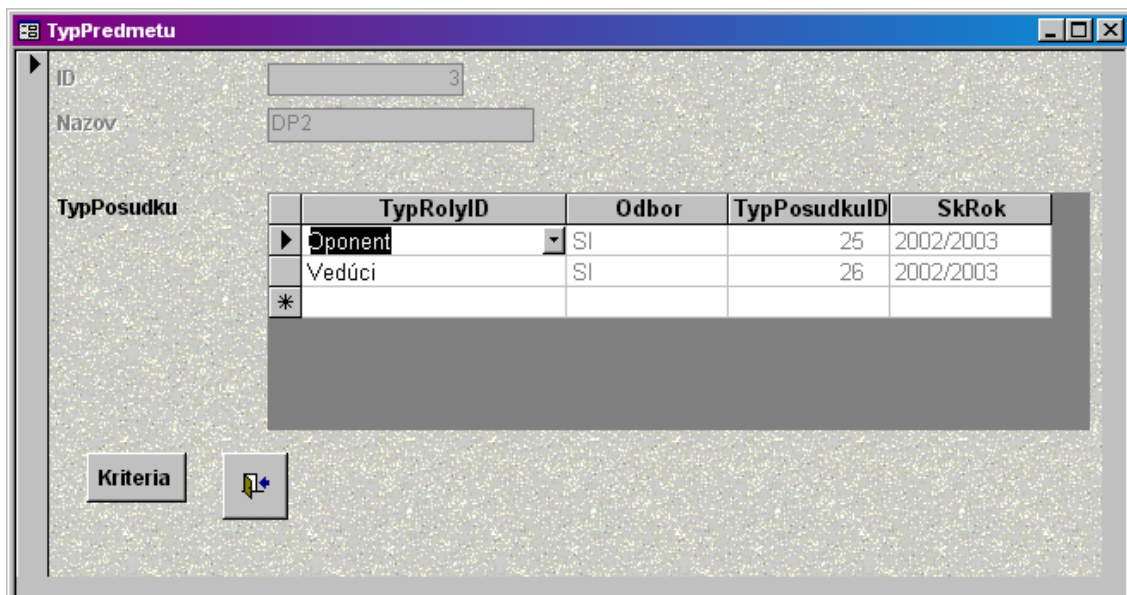 TypPredmetu
ID 3
Nazov DP2
TypPosudku TypRolyID Odbor TypPosudkuID SkRok
Oponent SI 25 2002/2003
Vedúci SI 26 2002/2003
Kriteria